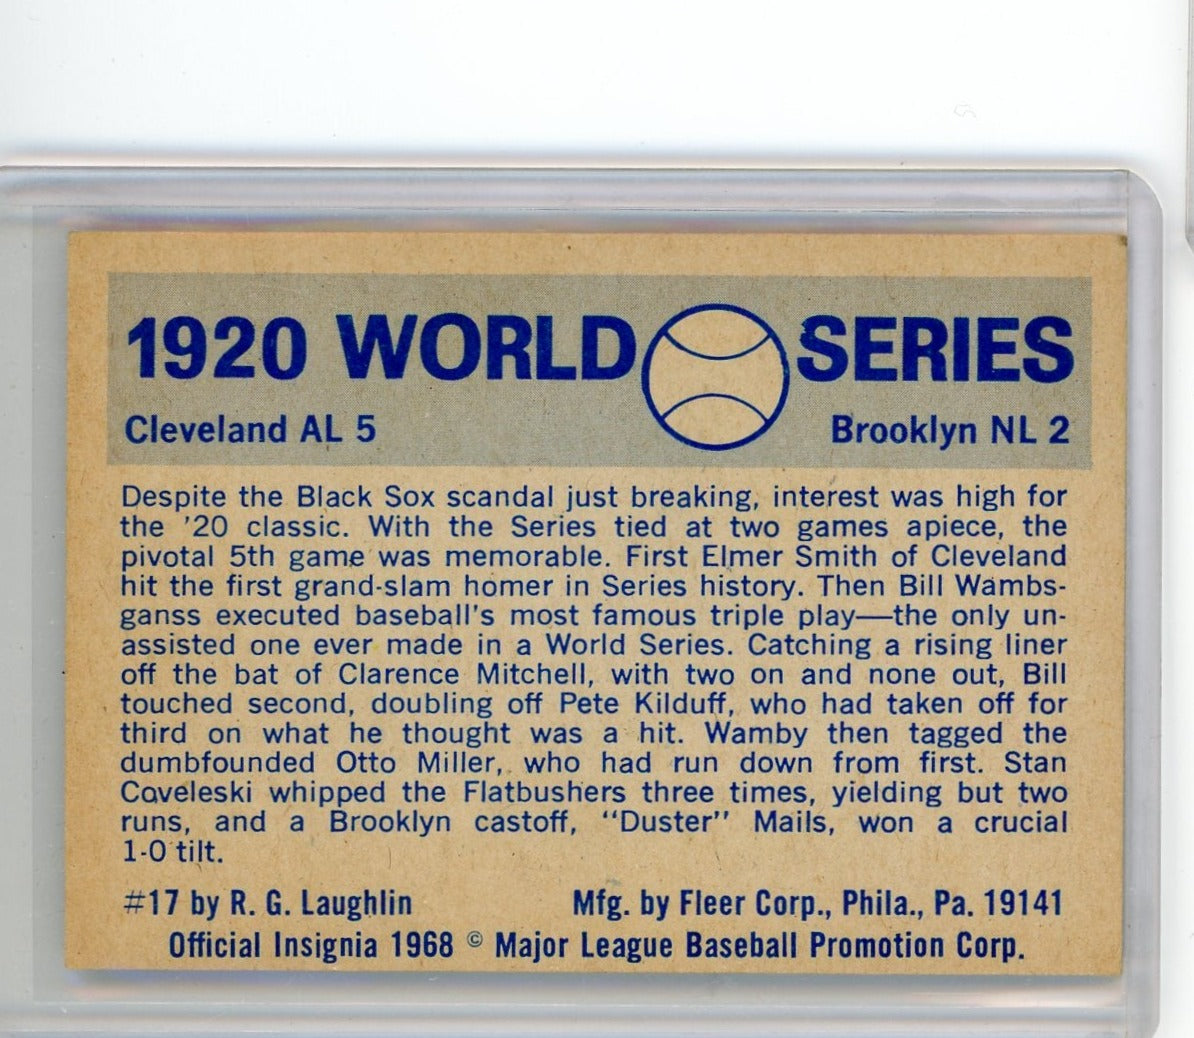 1920 WORLD SERIES
Cleveland AL 5 Brooklyn NL 2
Despite the Black Sox scandal just breaking, interest was high for
the '20 classic. With the Series tied at two games apiece, the
pivotal 5th game was memorable. First Elmer Smith of Cleveland
hit the first grand-slam homer in Series history. Then Bill Wambs-
ganss executed baseball's most famous triple play—the only un-
assisted one ever made in a World Series. Catching a rising liner
off the bat of Clarence Mitchell, with two on and none out, Bill
touched second, doubling off Pete Kilduff, who had taken off for
third on what he thought was a hit. Wamby then tagged the
dumbfounded Otto Miller, who had run down from first. Stan
Coveleski whipped the Flatbushers three times, yielding but two
runs, and a Brooklyn castoff, "Duster" Mails, won a crucial
1-0 tilt.
#17 by R. G. Laughlin Mfg. by Fleer Corp., Phila., Pa. 19141
Official Insignia 1968 © Major League Baseball Promotion Corp.